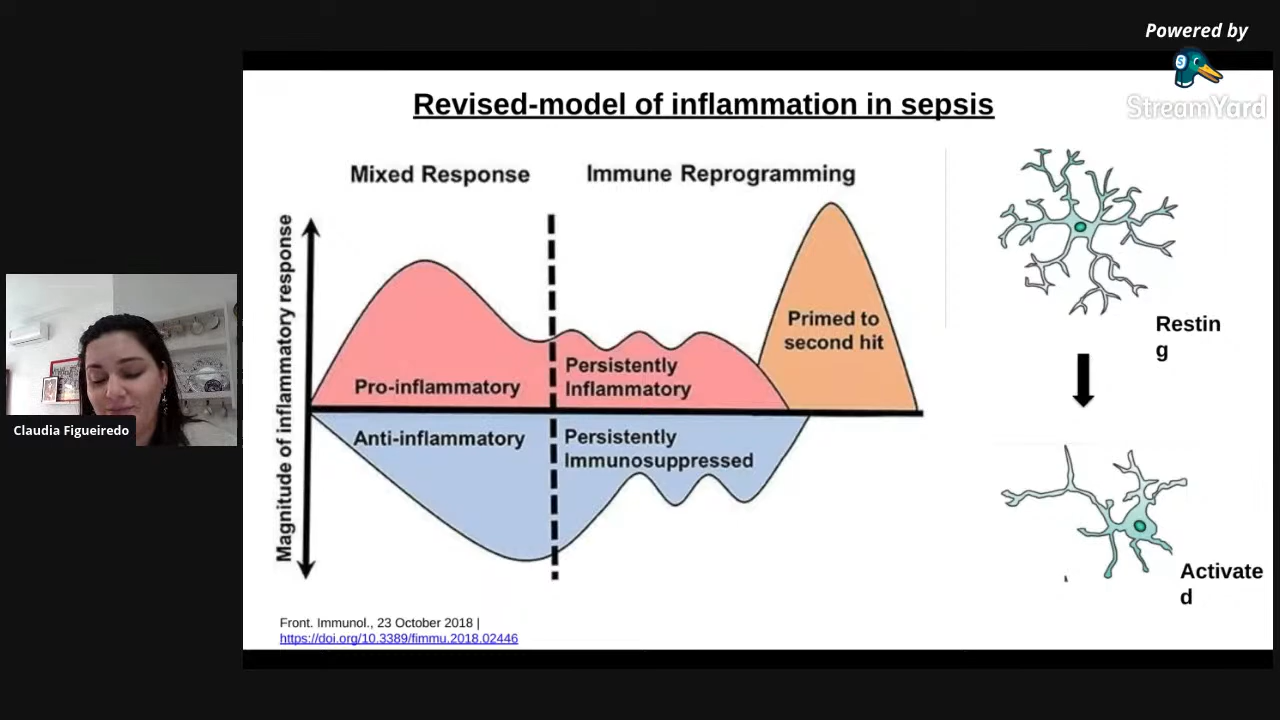 Powered by
StreamYard
Revised-model of inflammation in sepsis
Mixed Response
Immune Reprogramming
Magnitude of inflammatory response
Primed to
second hit
Persistently
Inflammatory
Pro-inflammatory
Anti-inflammatory
Persistently
Immunosuppressed
Restin
g
Activate
d
Claudia Figueiredo
Front. Immunol., 23 October 2018 |
https://doi.org/10.3389/fimmu.2018.02446